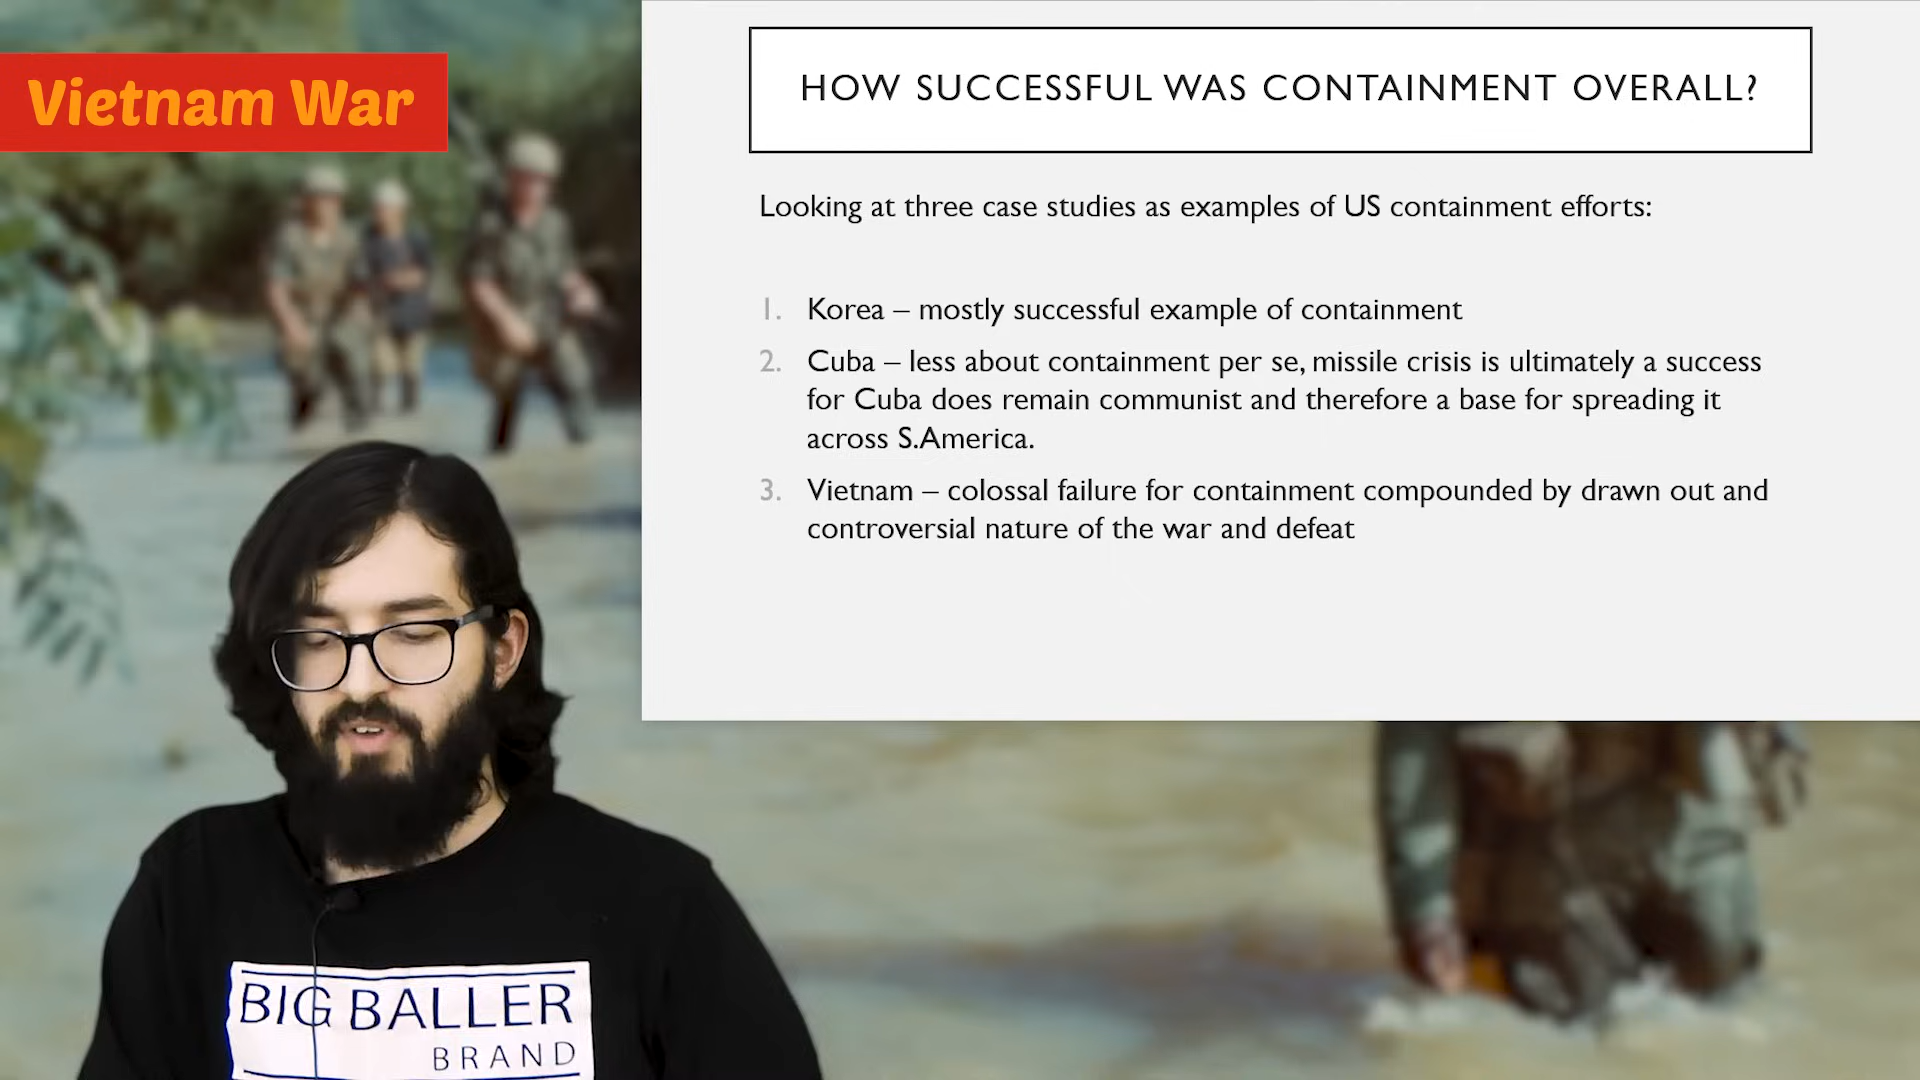 Vietnam War
HOW SUCCESSFUL WAS CONTAINMENT OVERALL?
Looking at three case studies as examples of US containment efforts:
1. Korea – mostly successful example of containment
2. Cuba – less about containment per se, missile crisis is ultimately a success
for Cuba does remain communist and therefore a base for spreading it
across S.America.
3. Vietnam – colossal failure for containment compounded by drawn out and
controversial nature of the war and defeat
BIG BALLER
BRAND